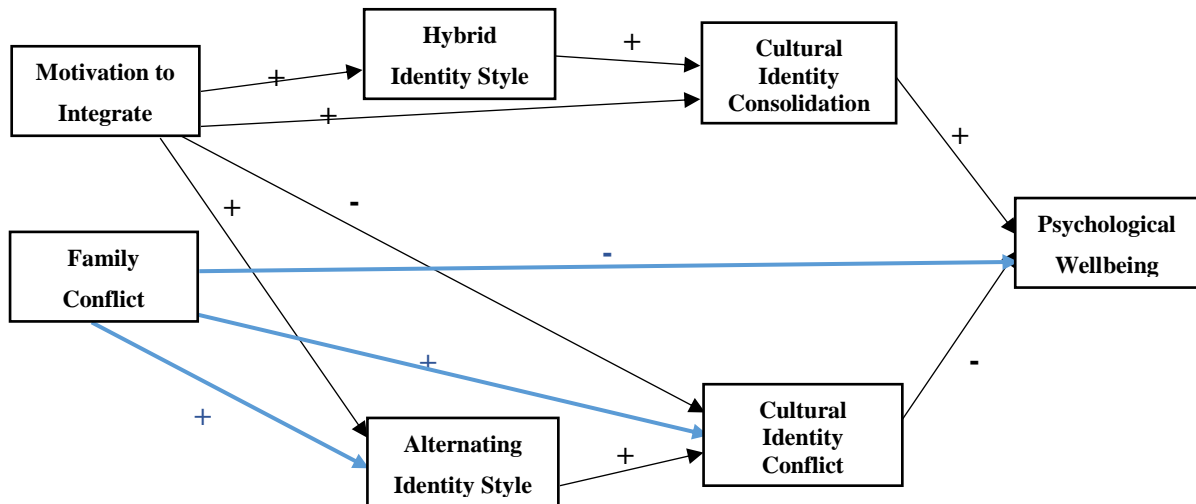 Hybrid
Identity Style
+
Cultural
Identity
Consolidation
Motivation to
Integrate
+
+
+
+
-
Family
Conflict
-
Psychological
Wellbeing
+
+
-
Alternating
Identity Style
+
Cultural
Identity
Conflict